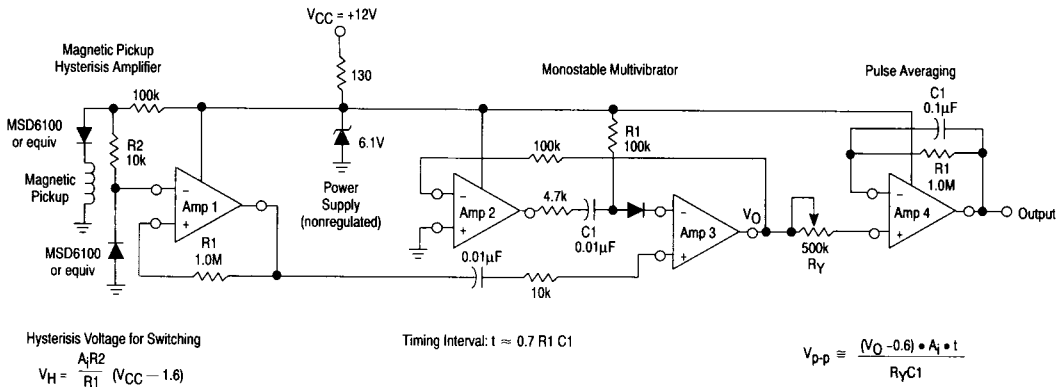 Magnetic Pickup
Hysterisis Amplifier
100k
MSD6100
or equiv
R2
10k
Magnetic
Pickup
MSD6100
or equiv
−
Amp 1
+
R1
1.0M
VCC = +12V
130
6.1V
Power
Supply
(nonregulated)
Monostable Multivibrator
100k
R1
100k
−
Amp 2
+
4.7k
C1
0.01µF
0.01µF
10k
−
Amp 3
+
VO
500k
RY
Pulse Averaging
C1
0.1µF
R1
1.0M
−
Amp 4
+
Output
Hysterisis Voltage for Switching
VH = AiR2 / R1 (VCC − 1.6)
Timing Interval: t ≈ 0.7 R1 C1
Vp-p ≅ (VO −0.6) • Ai • t / RYC1